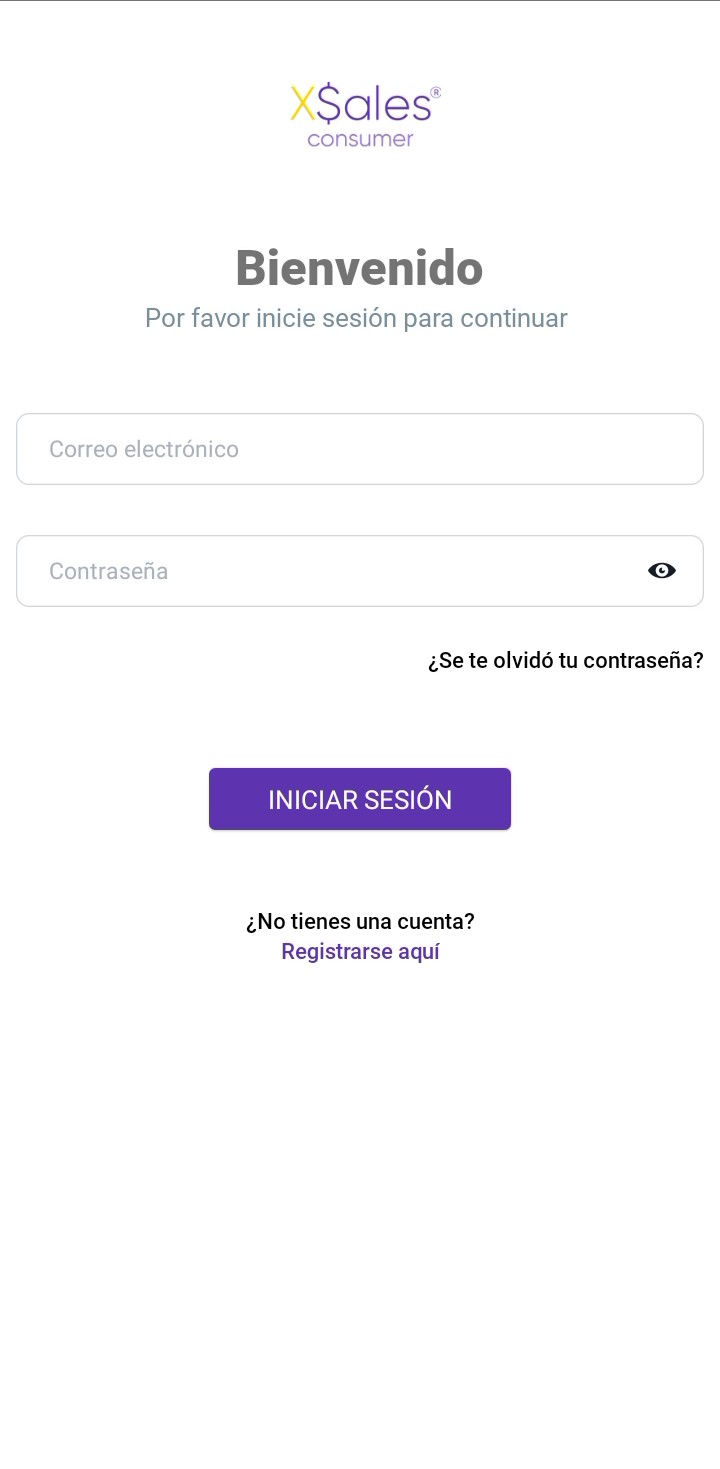 X$ales®
consumer
Bienvenido
Por favor inicie sesión para continuar
Correo electrónico
Contraseña
¿Se te olvidó tu contraseña?
INICIAR SESIÓN
¿No tienes una cuenta?
Registrarse aquí